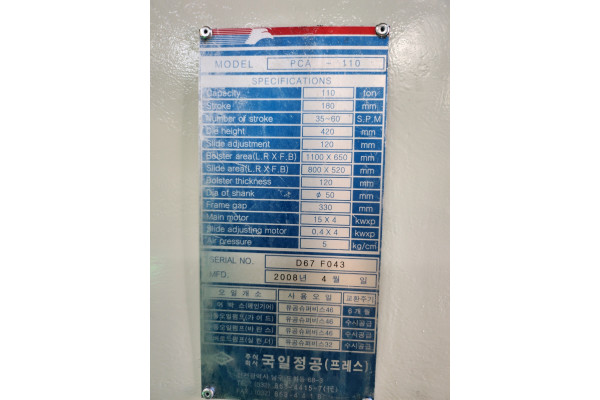 MODEL PCA - 110
SPECIFICATIONS
Capacity 110 ton
Stroke 180 mm
Number of stroke 35-60 S.P.M
Die height 420 mm
Slide adjustment 120 mm
Bolster area(L.R X F.B) 1100 X 650 mm
Slide area(L.R X F.B) 800 X 520 mm
Bolster thickness 120 mm
Dia of shank φ 50 mm
Frame gap 330 mm
Main motor 15 X 4 kwxp
Slide adjusting motor 0.4 X 4 kwxp
Air pressure 5 kg/cm²
SERIAL NO. D67 F043
MFD. 2008년 4 월 일
오일개소 사용오일 교환주기
유공슈퍼비스46 6개월
유공슈퍼비스46 수시공급
유공슈퍼비스46 수시공급
유공슈퍼비스32 수시공급
주식회사 국일정공(프레스)